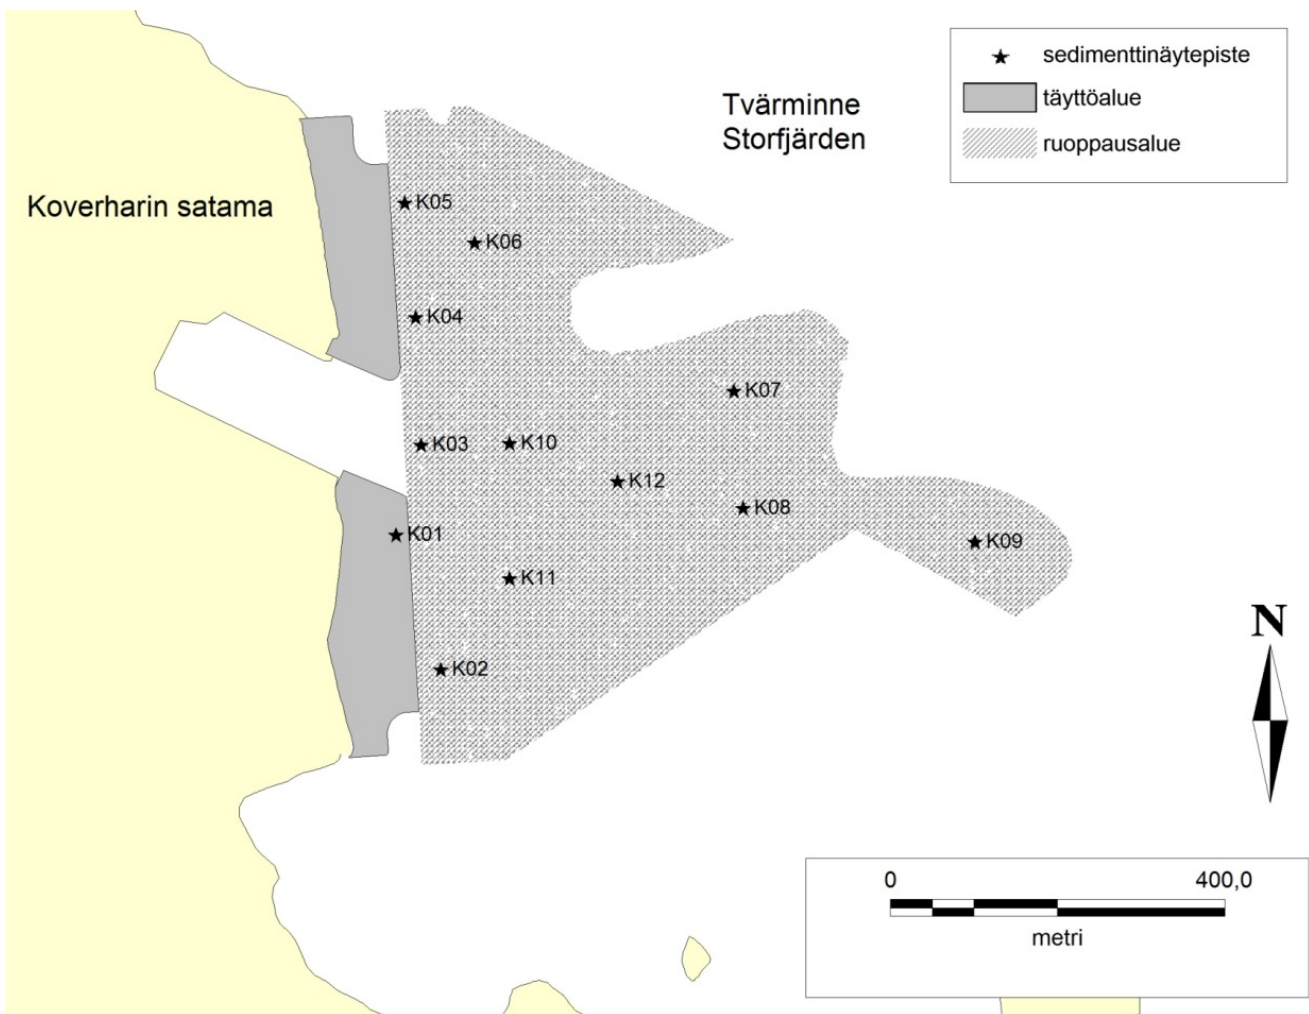 sedimenttinäytepiste
täyttöalue
ruoppausalue
Tvärminne
Storfjärden
Koverharin satama
K05
K06
K04
K07
K03
K10
K12
K08
K01
K09
K11
K02
N
0 400,0
metri